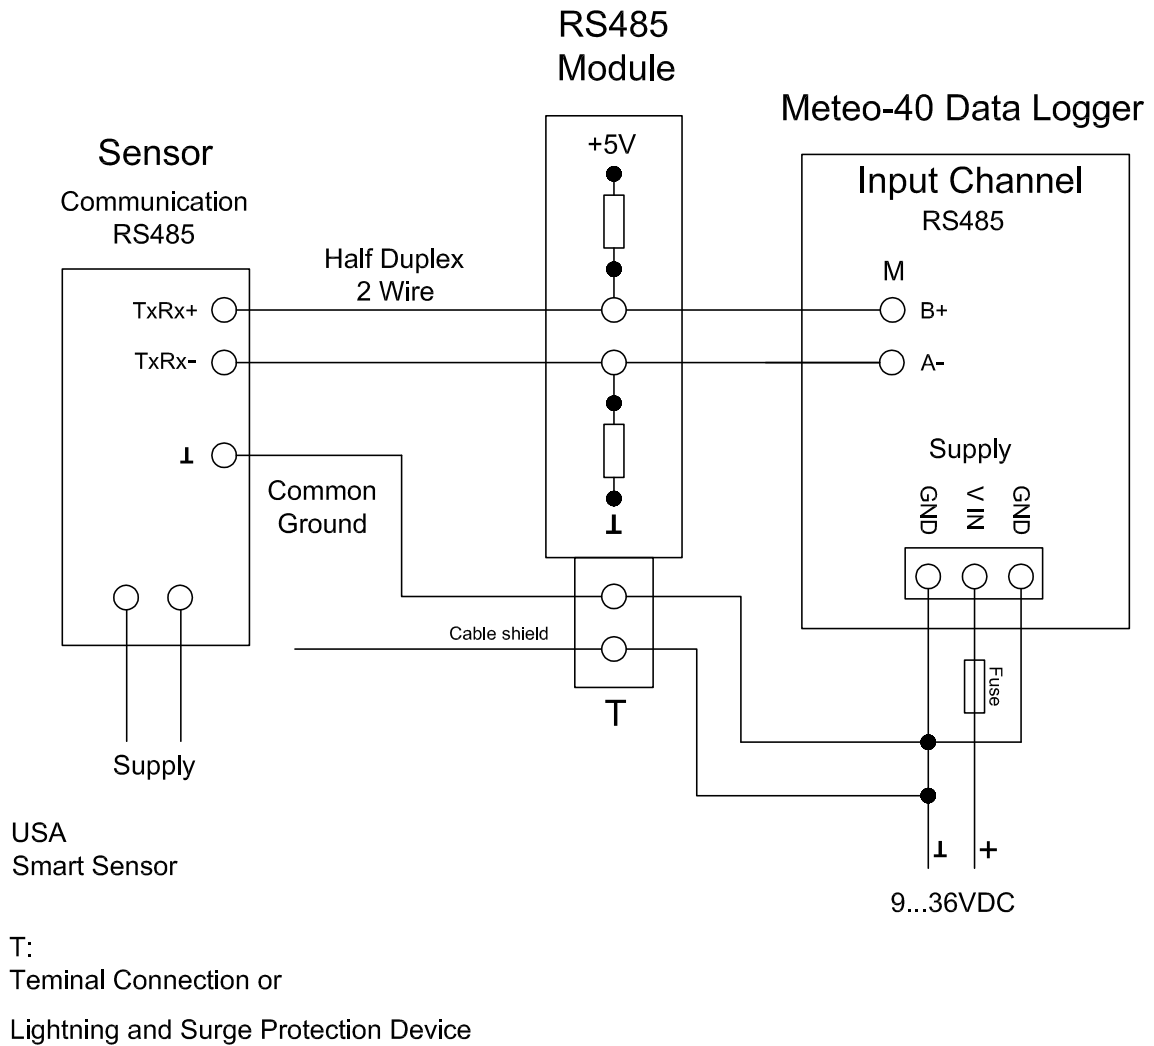 RS485
Module
Meteo-40 Data Logger
Sensor
Communication
RS485
+5V
Input Channel
RS485
Half Duplex
2 Wire
M
TxRx+
B+
TxRx-
A-
Supply
Common
Ground
GND
V IN
GND
Cable shield
Fuse
T
Supply
USA
Smart Sensor
+
9...36VDC
T:
Teminal Connection or
Lightning and Surge Protection Device